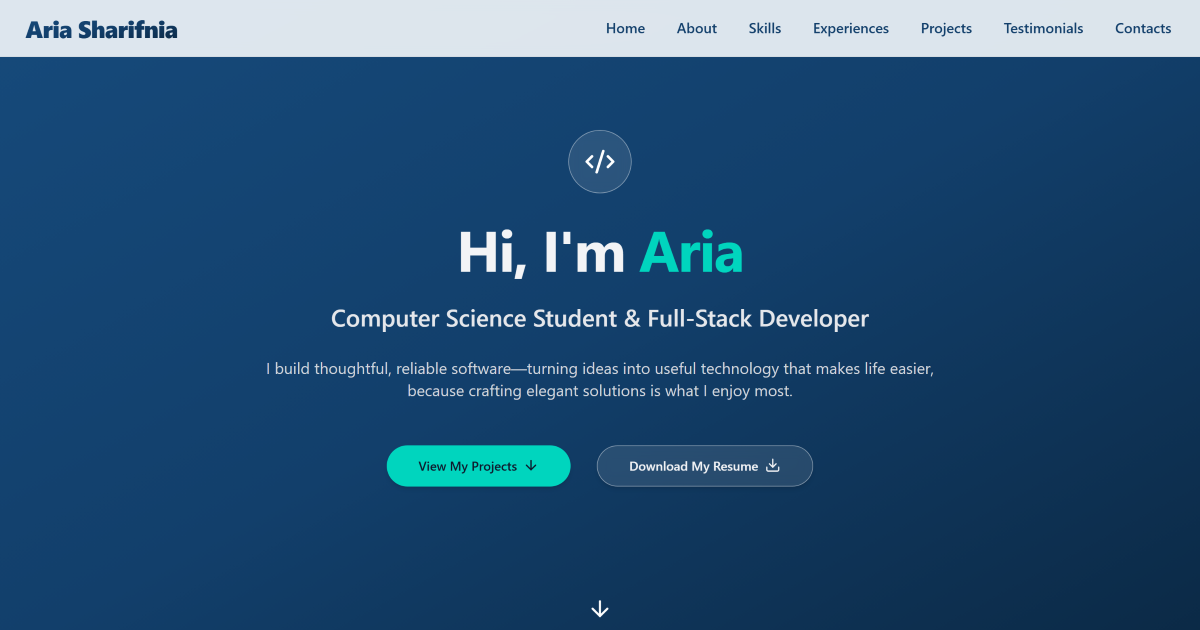 Aria Sharifnia
Home About Skills Experiences Projects Testimonials Contacts
</>
Hi, I'm Aria
Computer Science Student & Full-Stack Developer
I build thoughtful, reliable software—turning ideas into useful technology that makes life easier,
because crafting elegant solutions is what I enjoy most.
View My Projects
Download My Resume